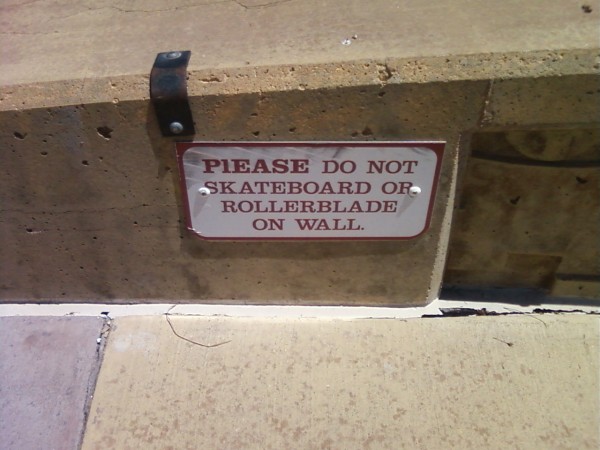 PlEASE DO NOT
SKATEBOARD OR
ROLLERBLADE
ON WALL.